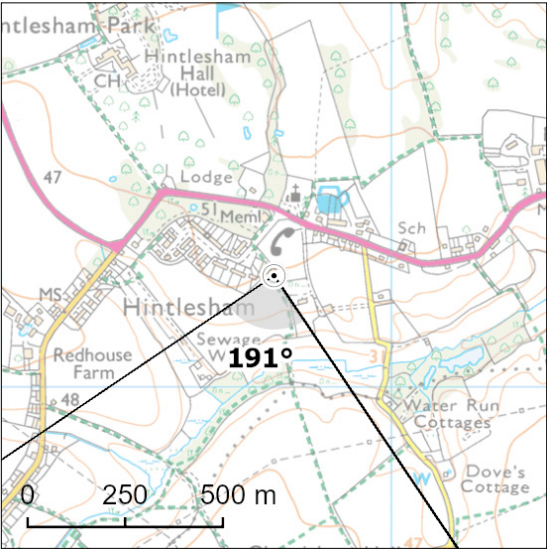 ntlesham Park
CH
Hintlesham
Hall
(Hotel)
47
Lodge
51
Meml
Sch
MS
Hintlesham
Sewage
W
191°
31
Redhouse
Farm
48
Water Run
Cottages
W
Dove's
Cottage
0 250 500 m
47